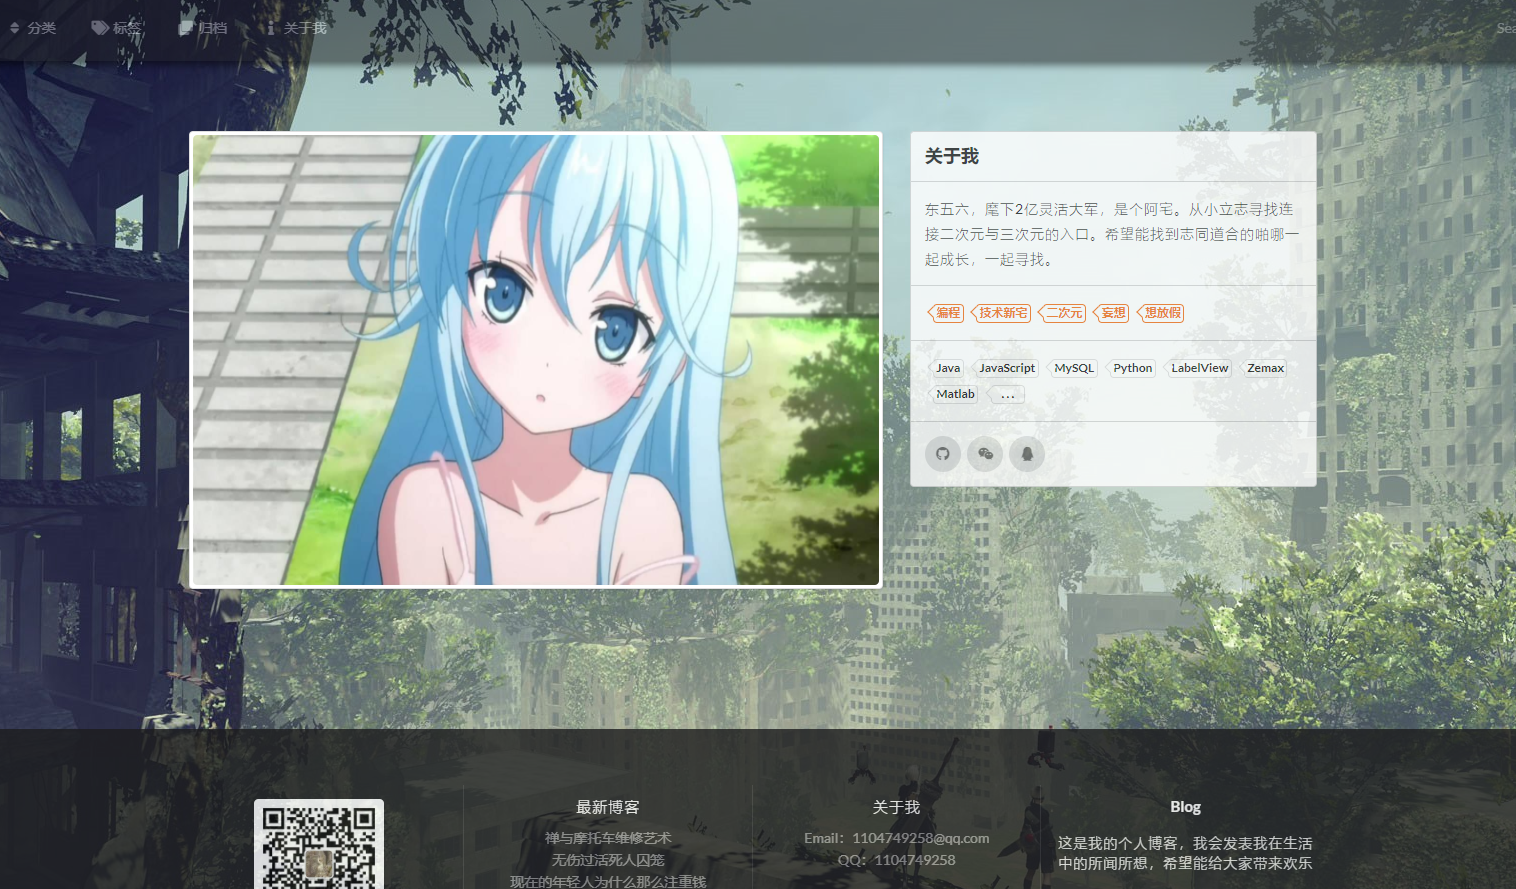 分类 标签 归档 关于我 Sea
关于我
东五六，麾下2亿灵活大军，是个阿宅。从小立志寻找连
接二次元与三次元的入口。希望能找到志同道合的啪哪一
起成长，一起寻找。
编程 技术新宅 二次元 妄想 想放假
Java JavaScript MySQL Python LabelView Zemax
Matlab ...
最新博客
禅与摩托车维修艺术
无伤过活死人囚笼
现在的年轻人为什么那么注重钱
关于我
Email：1104749258@qq.com
QQ：1104749258
Blog
这是我的个人博客，我会发表我在生活
中的所闻所想，希望能给大家带来欢乐